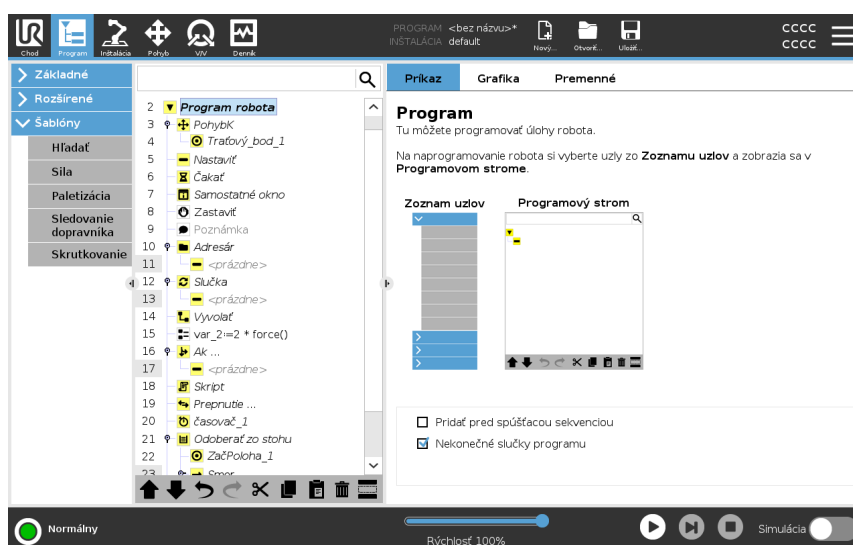 PROGRAM <bez názvu>*
INŠTALÁCIA default
CCCC
CCCC
Chod
Program
Inštalácia
Pohyb
V/V
Denník
Nový...
Otvoriť...
Uložiť...
Základné
Rozšírené
Šablóny
Hľadať
Sila
Paletizácia
Sledovanie
dopravníka
Skrutkovanie
2 Program robota
3 PohybK
4 Traťový_bod_1
5 Nastaviť
6 Čakať
7 Samostatné okno
8 Zastaviť
9 Poznámka
10 Adresár
11 <prázdne>
12 Slučka
13 <prázdne>
14 Vyvolať
15 var_2≔2 * force()
16 Ak ...
17 <prázdne>
18 Skript
19 Prepnutie ...
20 časovač_1
21 Odoberať zo stohu
22 ZačPoloha_1
23 Smer
Príkaz
Grafika
Premenné
Program
Tu môžete programovať úlohy robota.
Na naprogramovanie robota si vyberte uzly zo Zoznamu uzlov a zobrazia sa v
Programovom strome.
Zoznam uzlov
Programový strom
Pridať pred spúšťacou sekvenciou
Nekonečné slučky programu
Normálny
Rýchlosť 100%
Simulácia